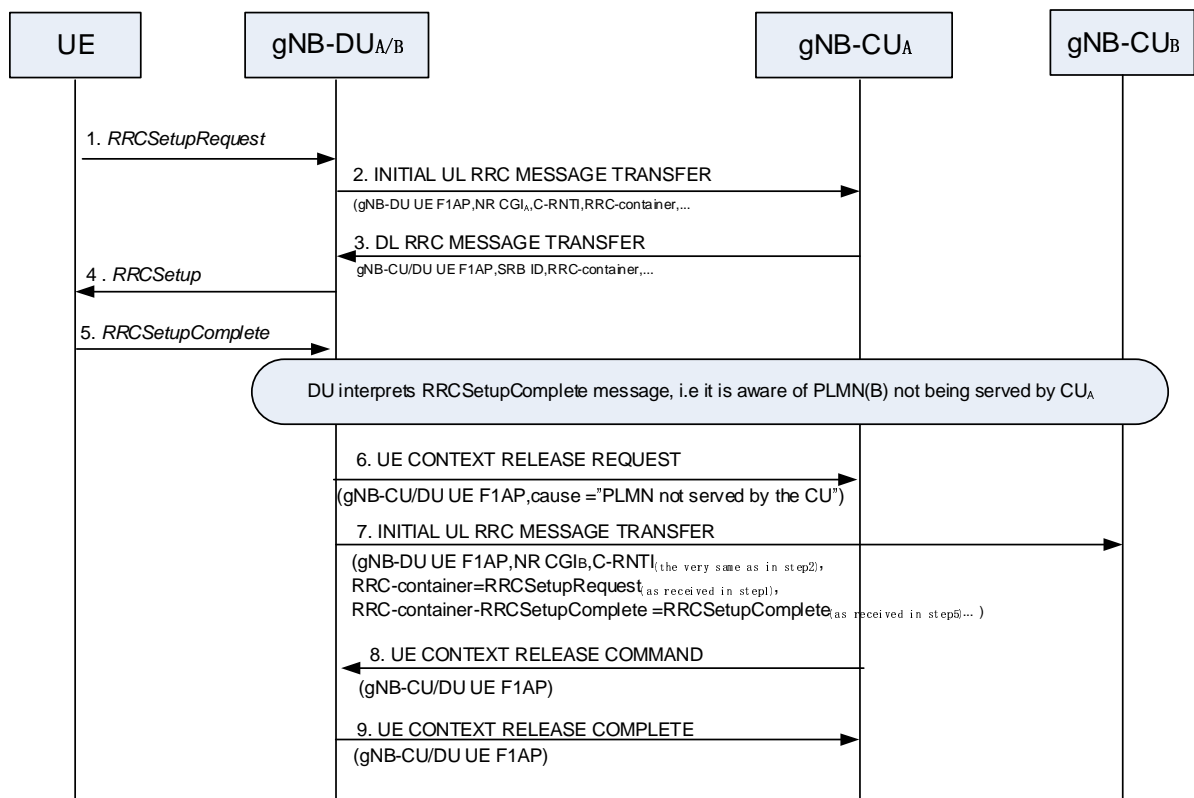 UE
gNB-DUA/B
gNB-CUA
gNB-CUB
1. RRCSetupRequest
2. INITIAL UL RRC MESSAGE TRANSFER
(gNB-DU UE F1AP,NR CGIA,C-RNTI,RRC-container,...
3. DL RRC MESSAGE TRANSFER
gNB-CU/DU UE F1AP,SRB ID,RRC-container,...
4 . RRCSetup
5. RRCSetupComplete
DU interprets RRCSetupComplete message, i.e it is aware of PLMN(B) not being served by CUA
6. UE CONTEXT RELEASE REQUEST
(gNB-CU/DU UE F1AP,cause ="PLMN not served by the CU")
7. INITIAL UL RRC MESSAGE TRANSFER
(gNB-DU UE F1AP,NR CGIB,C-RNTI(the very same as in step2),
RRC-container=RRCSetupRequest(as received in step1),
RRC-container-RRCSetupComplete =RRCSetupComplete(as received in step5)... )
8. UE CONTEXT RELEASE COMMAND
(gNB-CU/DU UE F1AP)
9. UE CONTEXT RELEASE COMPLETE
(gNB-CU/DU UE F1AP)